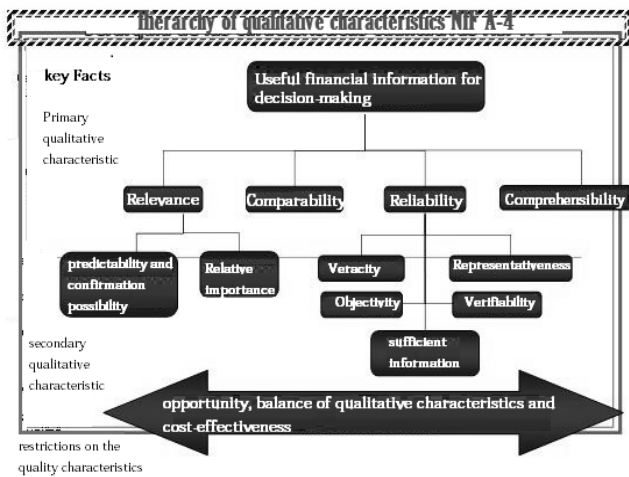 Hierarchy of qualitative characteristics NIF A-4
key Facts
Useful financial information for
decision-making
Primary
qualitative
characteristic
Relevance
Comparability
Reliability
Comprehensibility
predictability and
confirmation
possibility
Relative
importance
Veracity
Representativeness
Objectivity
Verifiability
sufficient
information
secondary
qualitative
characteristic
opportunity, balance of qualitative characteristics and
cost-effectiveness
restrictions on the
quality characteristics